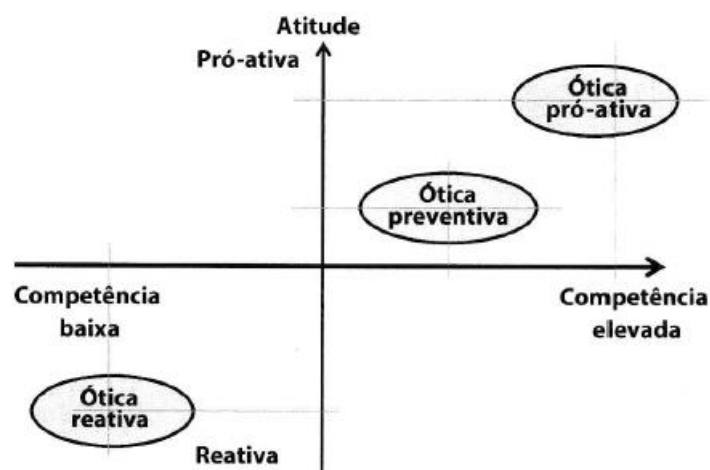 Atitude
Pró-ativa
Ótica
pró-ativa
Ótica
preventiva
Competência
baixa
Competência
elevada
Ótica
reativa
Reativa